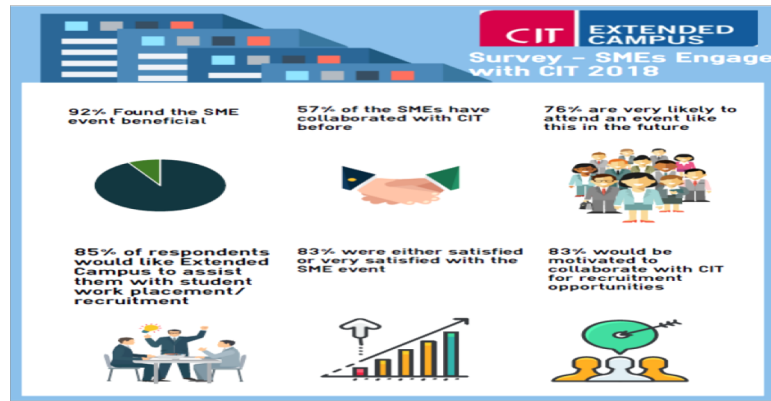 CIT EXTENDED
CAMPUS
Survey – SMEs Engage
with CIT 2018
92% Found the SME
event beneficial
57% of the SMEs have
collaborated with CIT
before
76% are very likely to
attend an event like
this in the future
85% of respondents
would like Extended
Campus to assist
them with student
work placement/
recruitment
83% were either satisfied
or very satisfied with the
SME event
83% would be
motivated to
collaborate with CIT
for recruitment
opportunities